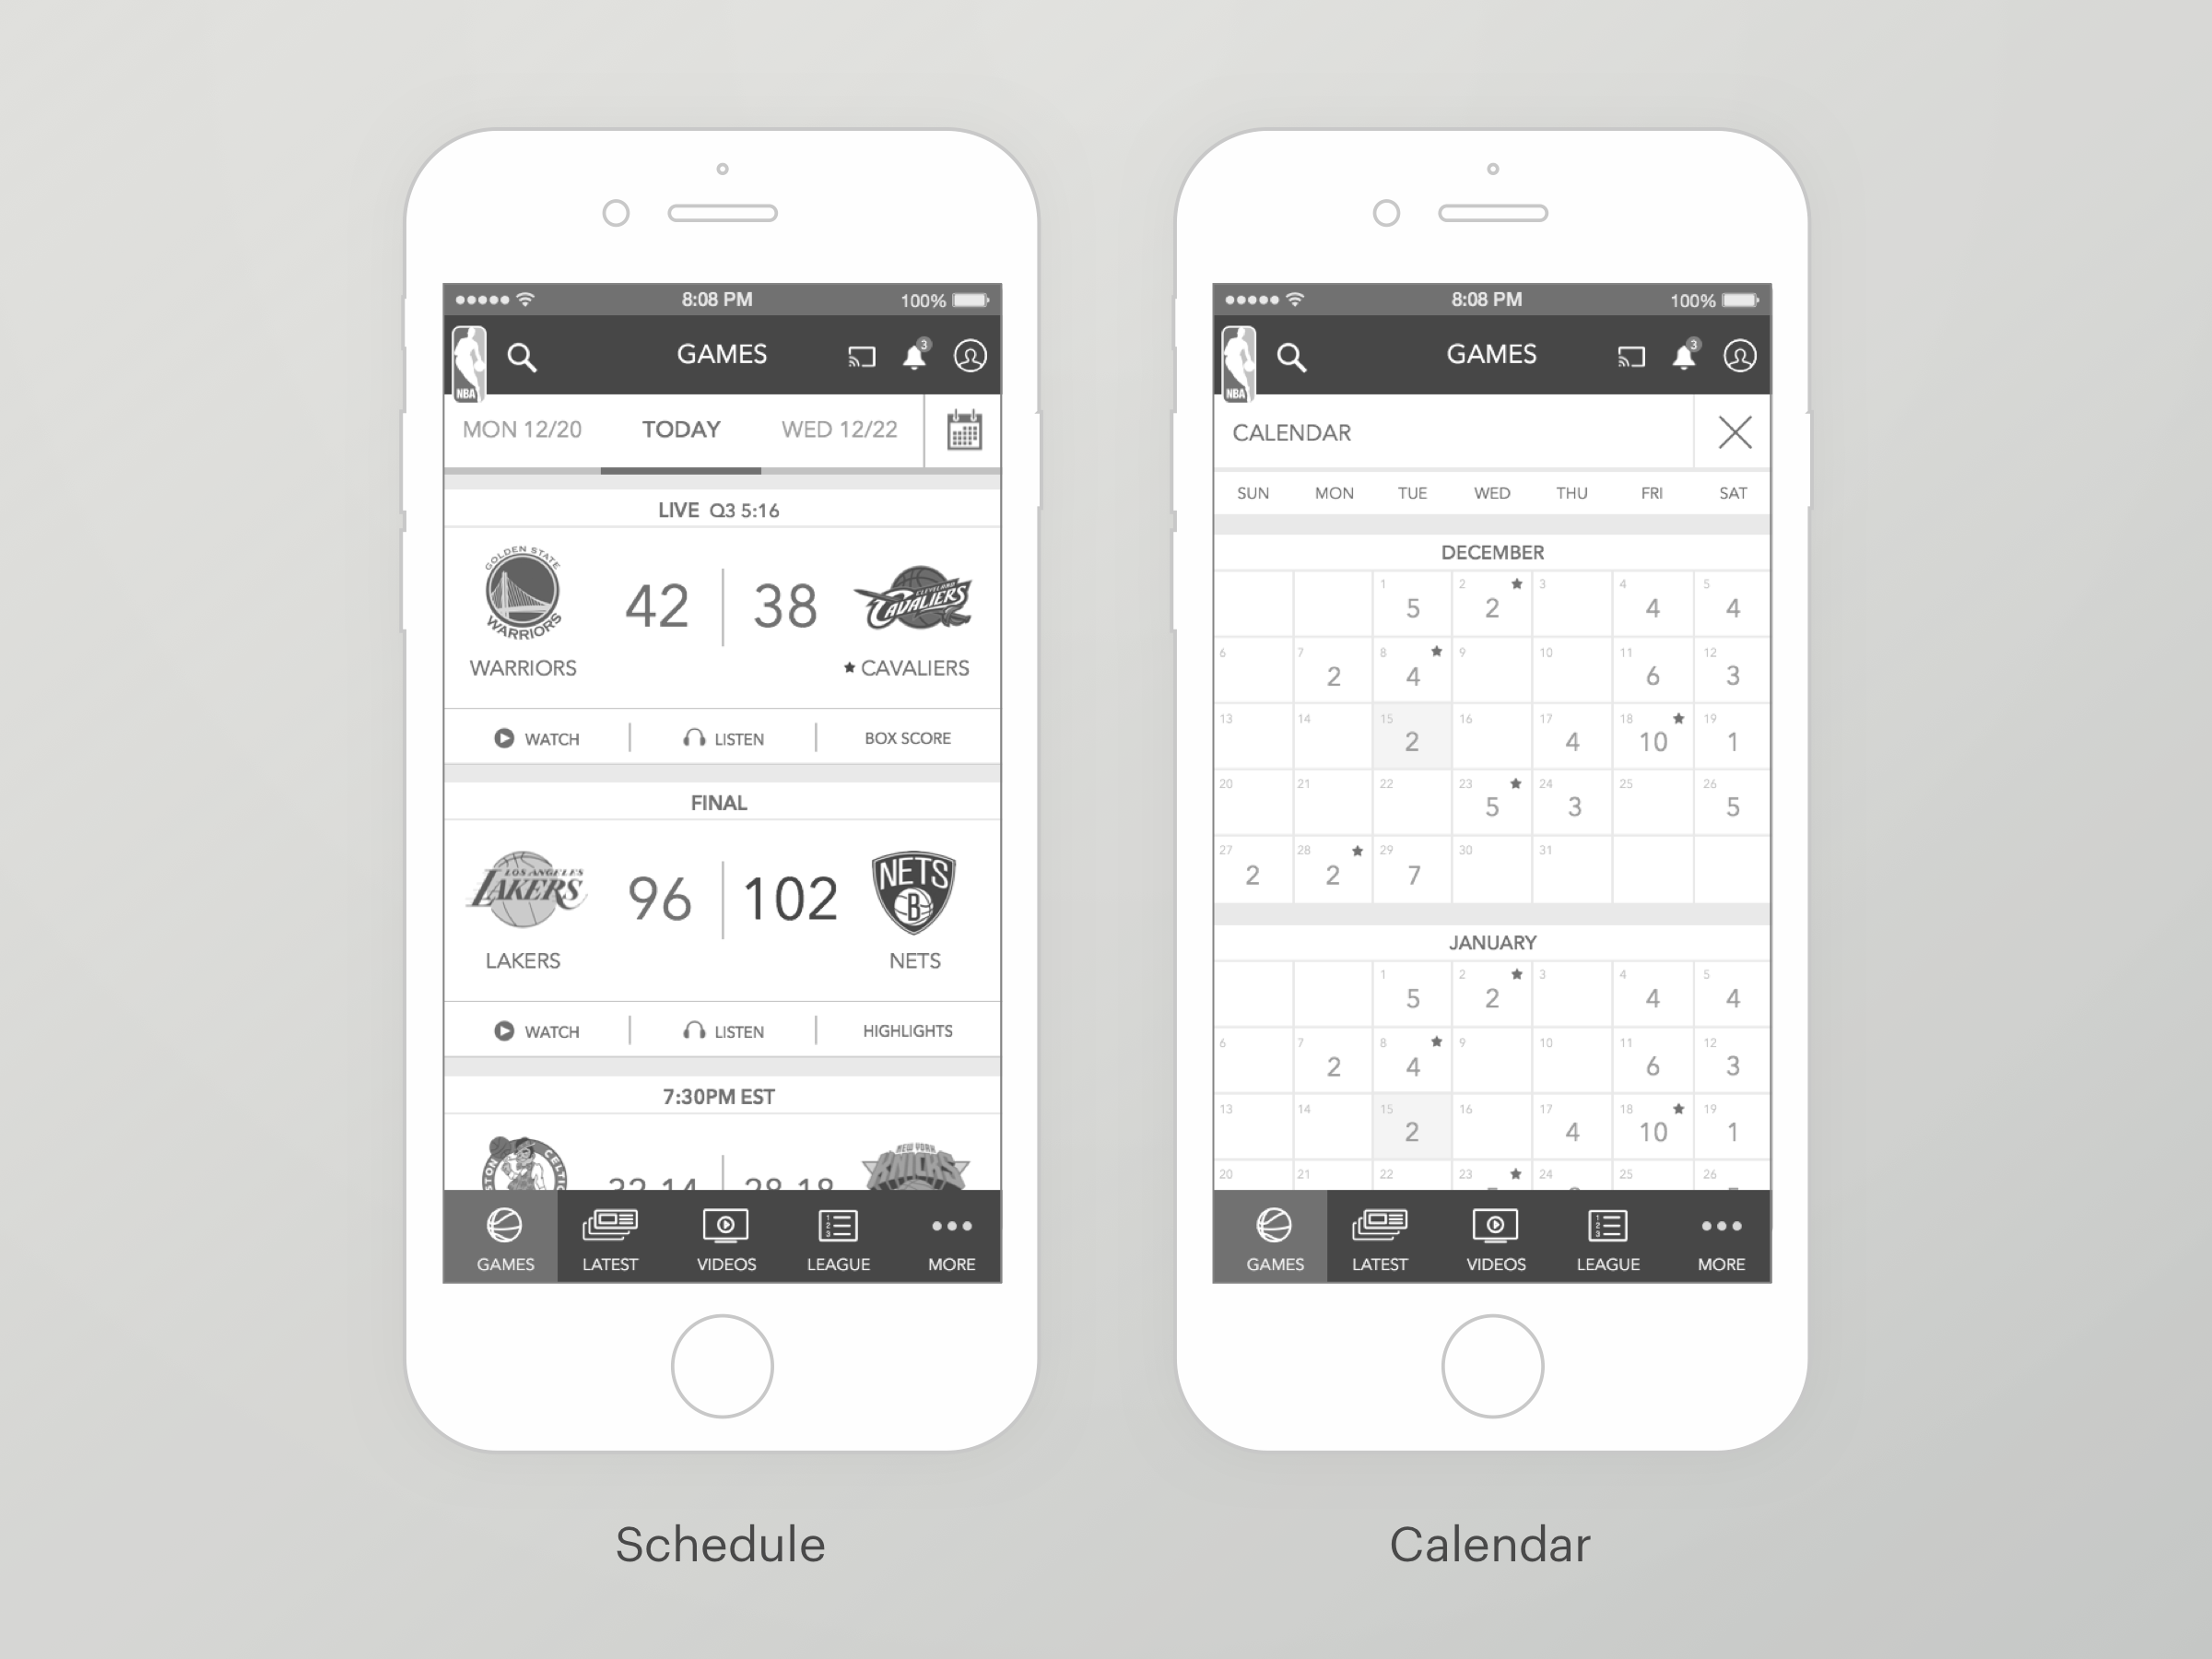 8:08 PM 100%
NBA GAMES 3
MON 12/20 TODAY WED 12/22
LIVE Q3 5:16
GOLDEN STATE WARRIORS
42 38
CLEVELAND CAVALIERS
WARRIORS ★ CAVALIERS
WATCH LISTEN BOX SCORE
FINAL
LOS ANGELES LAKERS
96 102
NETS B
LAKERS NETS
WATCH LISTEN HIGHLIGHTS
7:30PM EST
NEW YORK KNICKS
GAMES LATEST VIDEOS LEAGUE MORE
Schedule
8:08 PM 100%
NBA GAMES 3
CALENDAR
SUN MON TUE WED THU FRI SAT
DECEMBER
1 2 ★ 3 4 5
5 2 4 4
6 7 8 ★ 9 10 11 12
2 4 6 3
13 14 15 16 17 18 ★ 19
2 4 10 1
20 21 22 23 ★ 24 25 26
5 3 5
27 28 ★ 29 30 31
2 2 7
JANUARY
1 2 ★ 3 4 5
5 2 4 4
6 7 8 ★ 9 10 11 12
2 4 6 3
13 14 15 16 17 18 ★ 19
2 4 10 1
20 21 22 23 ★ 24 25 26
GAMES LATEST VIDEOS LEAGUE MORE
Calendar